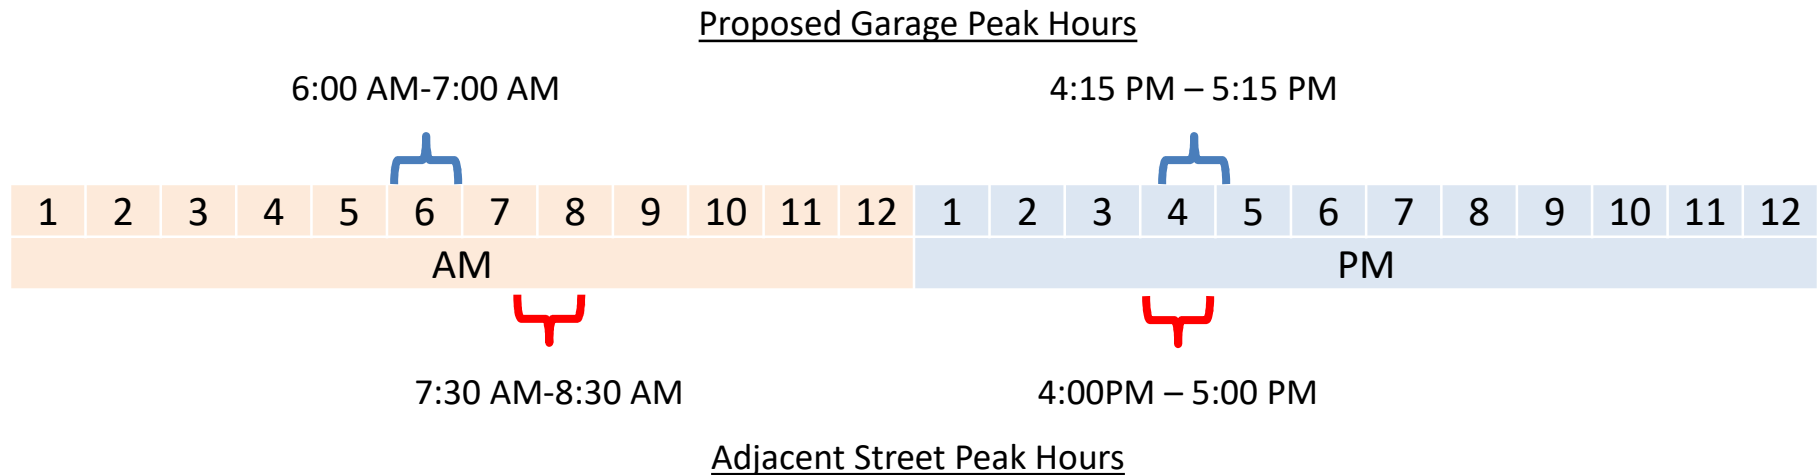 Proposed Garage Peak Hours
6:00 AM-7:00 AM 4:15 PM – 5:15 PM
1 2 3 4 5 6 7 8 9 10 11 12 1 2 3 4 5 6 7 8 9 10 11 12
AM PM
7:30 AM-8:30 AM 4:00PM – 5:00 PM
Adjacent Street Peak Hours